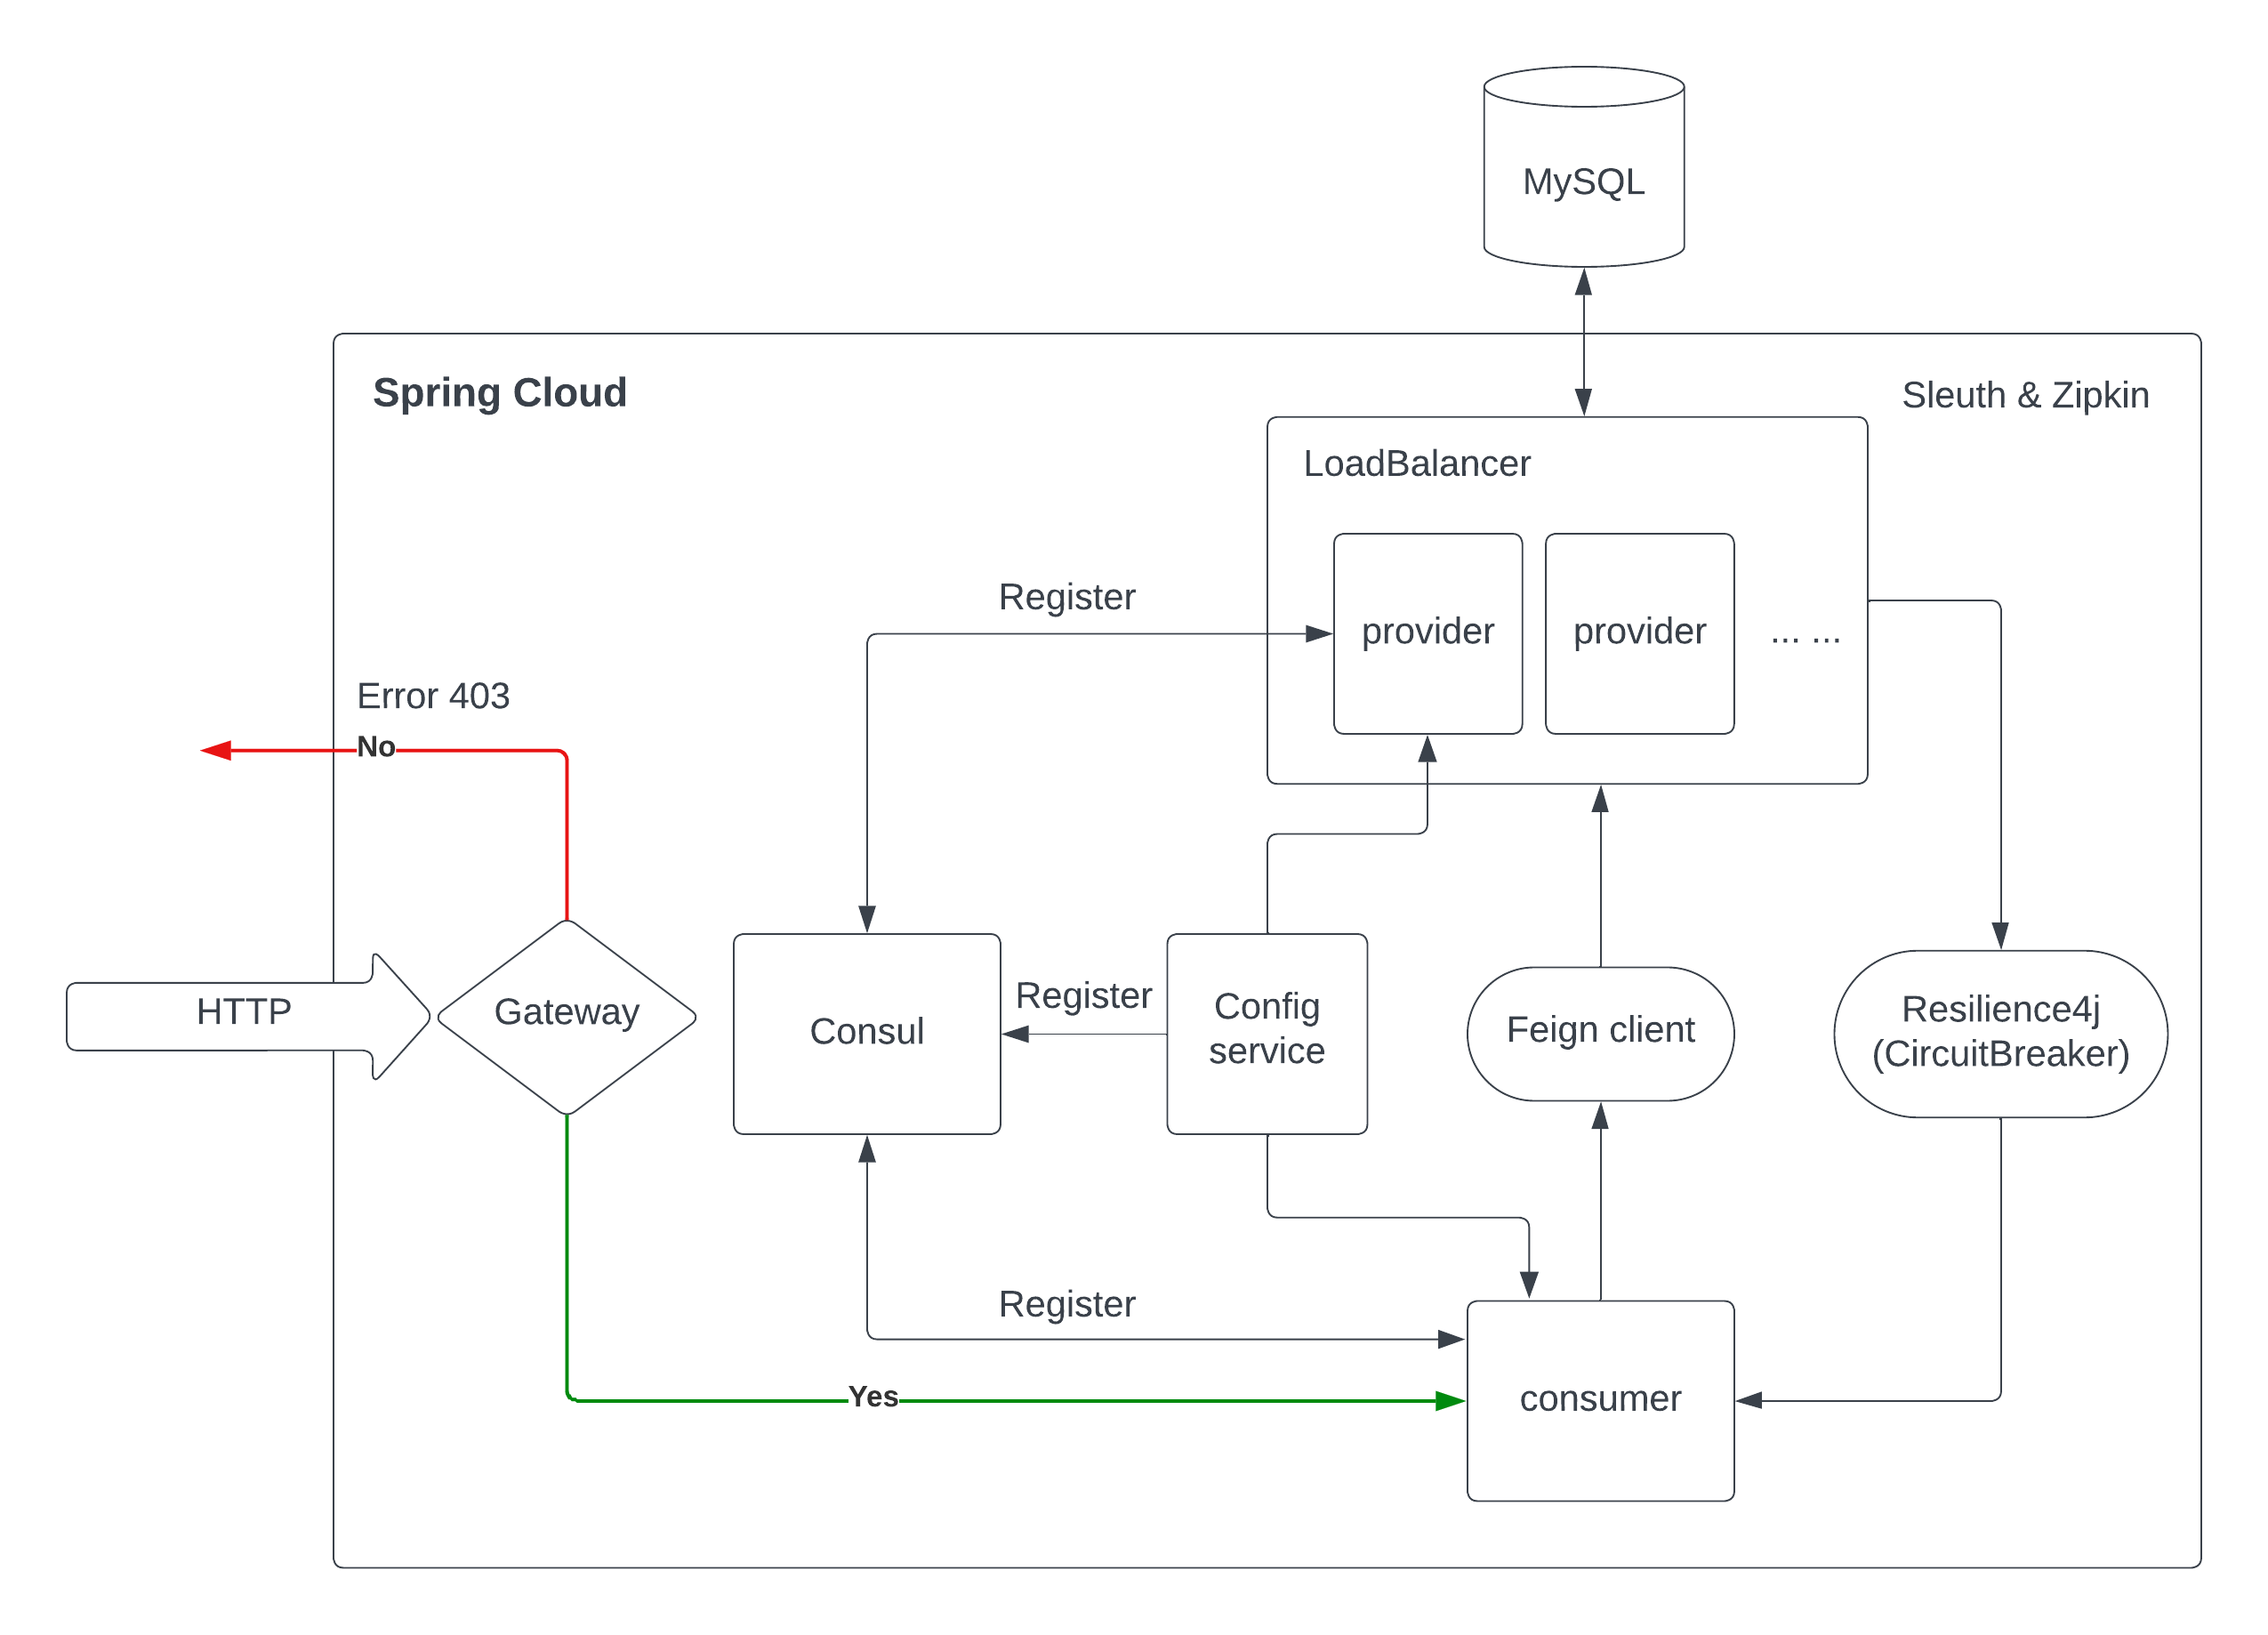 MySQL
Spring Cloud
Sleuth & Zipkin
LoadBalancer
Register
provider
provider
... ...
Error 403
No
HTTP
Gateway
Consul
Register
Config
service
Feign client
Resilience4j
(CircuitBreaker)
Register
Yes
consumer